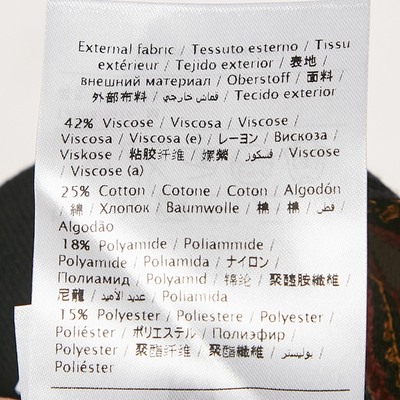 External fabric / Tessuto esterno / Tissu
extérieur / Tejido exterior / 表地 /
внешний материал / Oberstoff / 面料 /
外部布料 / قماش خارجي / Tecido exterior
42% Viscose / Viscosa / Viscose /
Viscosa / Viscosa (e) / レーヨン / Вискоза /
Viskose / 粘胶纤维 / 嫘縈 / فسكوز / Viscose
/ Viscose (a)
25% Cotton / Cotone / Coton / Algodón
/ 綿 / Хлопок / Baumwolle / 棉 / 棉 / قطن /
Algodão
18% Polyamide / Poliammide /
Polyamide / Poliamida / ナイロン /
Полиамид / Polyamid / 锦纶 / 聚醯胺纖維 /
尼龍 / عديد الأميد / Poliamida
15% Polyester / Poliestere / Polyester /
Poliéster / ポリエステル / Полиэфир /
Polyester / 聚酯纤维 / 聚酯纖維 / بوليستر /
Poliéster